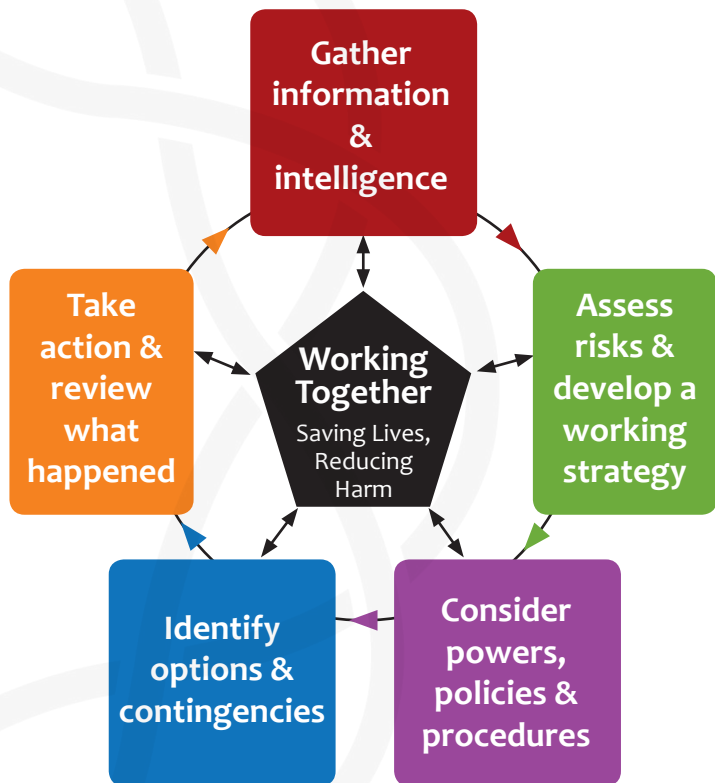 Gather
information
&
intelligence
Assess
risks &
develop a
working
strategy
Consider
powers,
policies &
procedures
Identify
options &
contingencies
Take
action &
review
what
happened
Working
Together
Saving Lives,
Reducing
Harm